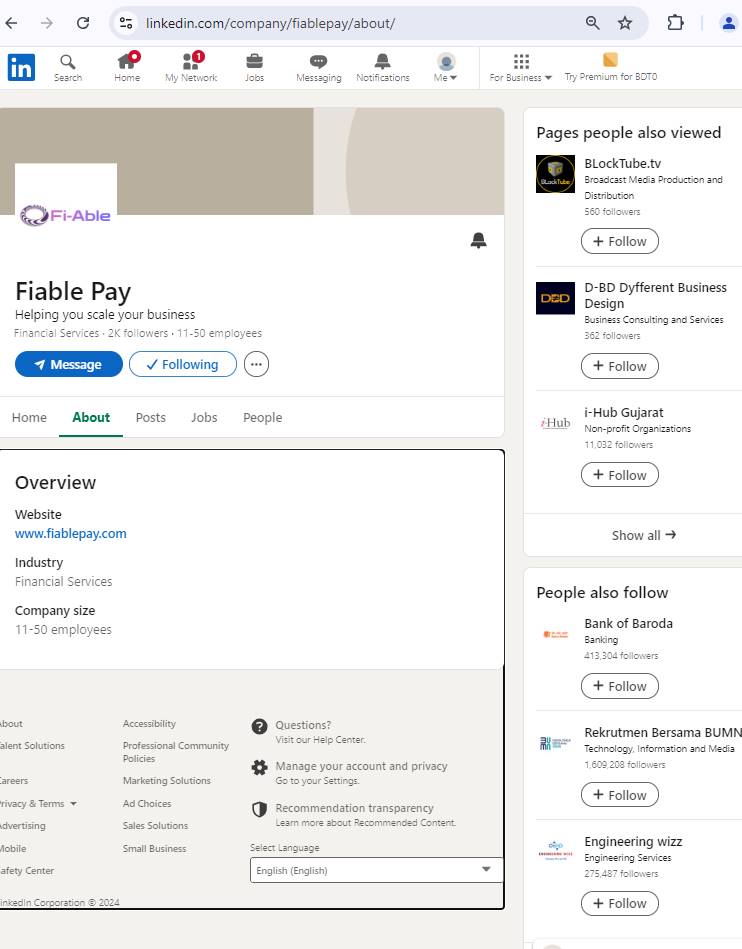 linkedin.com/company/fiablepay/about/
in
Search
Home
1
My Network
Jobs
Messaging
Notifications
Me
For Business
Try Premium for BDT0
Fi-Able
Fiable Pay
Helping you scale your business
Financial Services · 2K followers · 11-50 employees
Message
Following
Home
About
Posts
Jobs
People
Overview
Website
www.fiablepay.com
Industry
Financial Services
Company size
11-50 employees
About
Accessibility
Talent Solutions
Professional Community
Policies
Careers
Marketing Solutions
Privacy & Terms
Ad Choices
Advertising
Sales Solutions
Mobile
Small Business
Safety Center
Questions?
Visit our Help Center.
Manage your account and privacy
Go to your Settings.
Recommendation transparency
Learn more about Recommended Content.
Select Language
English (English)
LinkedIn Corporation © 2024
Pages people also viewed
BLockTube
BLockTube.tv
Broadcast Media Production and
Distribution
560 followers
+ Follow
D-BD Dyfferent Business
Design
Business Consulting and Services
362 followers
+ Follow
i-Hub
i-Hub Gujarat
Non-profit Organizations
11,032 followers
+ Follow
Show all →
People also follow
Bank of Baroda
Banking
413,304 followers
+ Follow
Rekrutmen Bersama BUMN
Technology, Information and Media
1,609,208 followers
+ Follow
ENGINEERING WIZZ
Engineering wizz
Engineering Services
275,487 followers
+ Follow